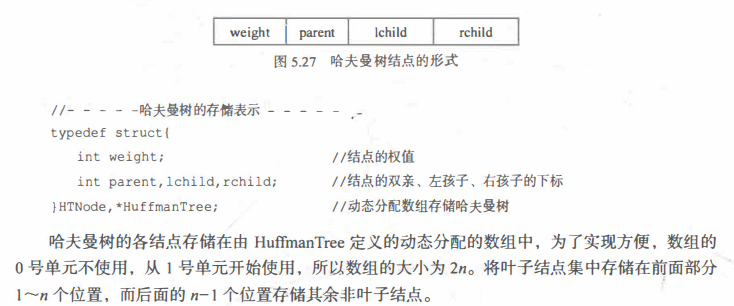 weight parent lchild rchild
图 5.27 哈夫曼树结点的形式
//- - - - -哈夫曼树的存储表示 - - - - -
typedef struct{
int weight; //结点的权值
int parent,lchild,rchild; //结点的双亲、左孩子、右孩子的下标
}HTNode,*HuffmanTree; //动态分配数组存储哈夫曼树
哈夫曼树的各结点存储在由 HuffmanTree 定义的动态分配的数组中，为了实现方便，数组的
0 号单元不使用，从 1 号单元开始使用，所以数组的大小为 2n。将叶子结点集中存储在前面部分
1～n 个位置，而后面的 n−1 个位置存储其余非叶子结点。